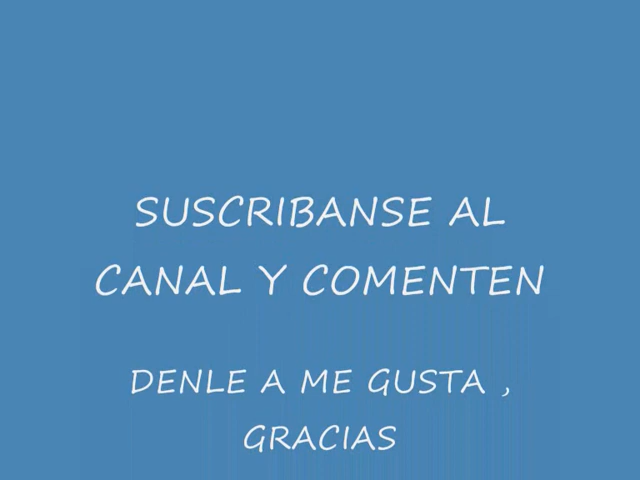 SUSCRIBANSE AL
CANAL Y COMENTEN
DENLE A ME GUSTA ,
GRACIAS